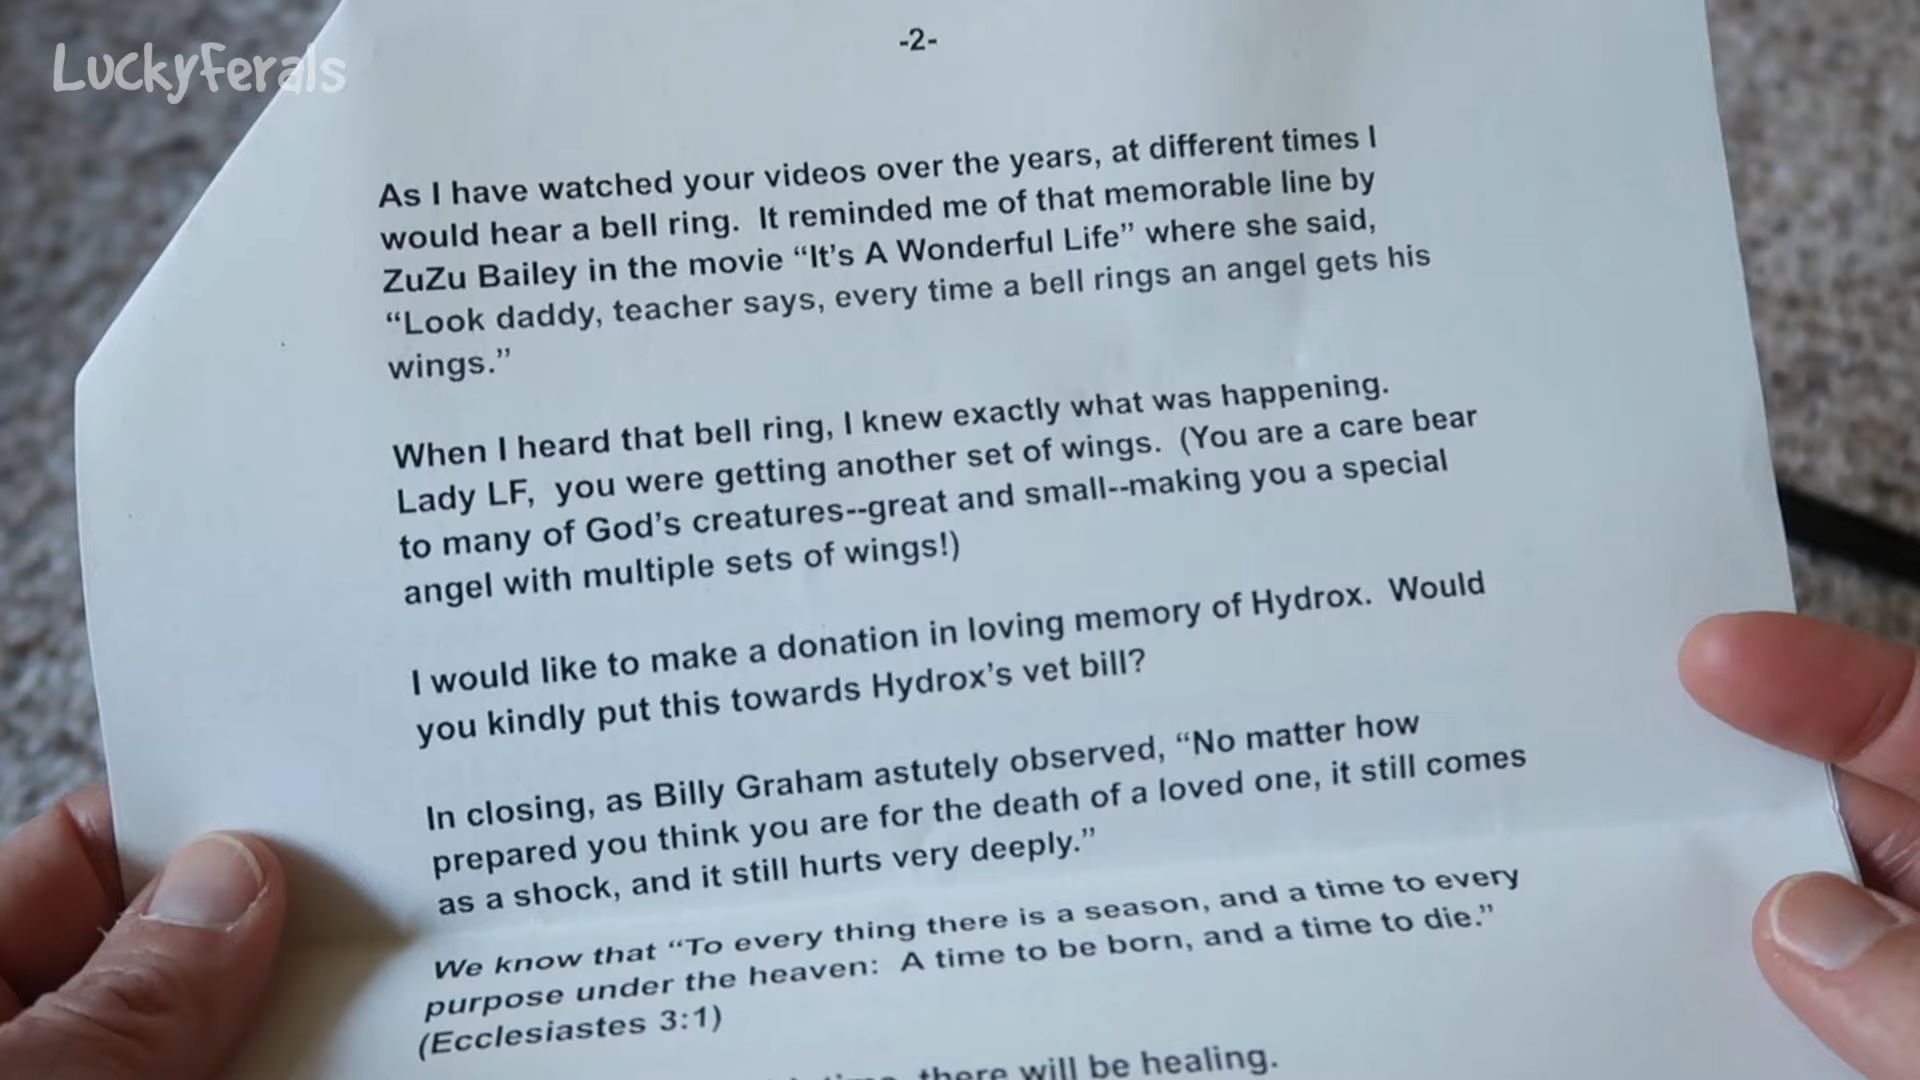 LuckyFerals
-2-
As I have watched your videos over the years, at different times I
would hear a bell ring.  It reminded me of that memorable line by
ZuZu Bailey in the movie “It’s A Wonderful Life” where she said,
“Look daddy, teacher says, every time a bell rings an angel gets his
wings.”
When I heard that bell ring, I knew exactly what was happening.
Lady LF,  you were getting another set of wings.  (You are a care bear
to many of God’s creatures--great and small--making you a special
angel with multiple sets of wings!)
I would like to make a donation in loving memory of Hydrox.  Would
you kindly put this towards Hydrox’s vet bill?
In closing, as Billy Graham astutely observed, “No matter how
prepared you think you are for the death of a loved one, it still comes
as a shock, and it still hurts very deeply.”
We know that “To every thing there is a season, and a time to every
purpose under the heaven:  A time to be born, and a time to die.”
(Ecclesiastes 3:1)
time, there will be healing.